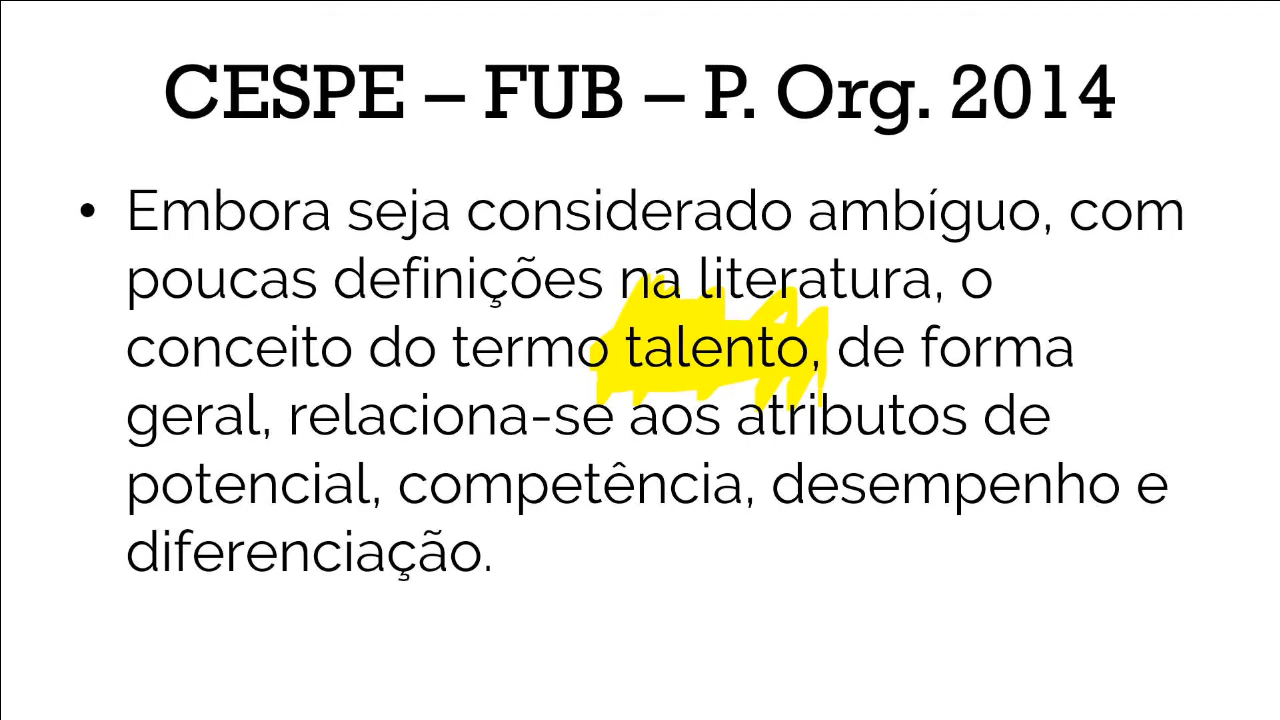 CESPE – FUB – P. Org. 2014
• Embora seja considerado ambíguo, com
poucas definições na literatura, o
conceito do termo talento, de forma
geral, relaciona-se aos atributos de
potencial, competência, desempenho e
diferenciação.